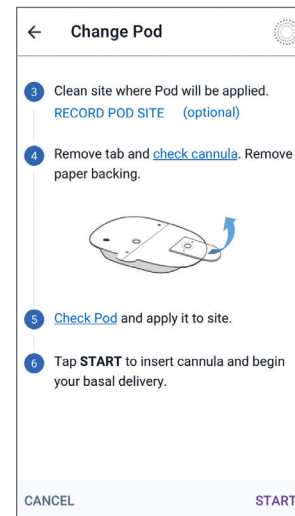 Change Pod
3 Clean site where Pod will be applied.
RECORD POD SITE (optional)
4 Remove tab and check cannula. Remove
paper backing.
5 Check Pod and apply it to site.
6 Tap START to insert cannula and begin
your basal delivery.
CANCEL START